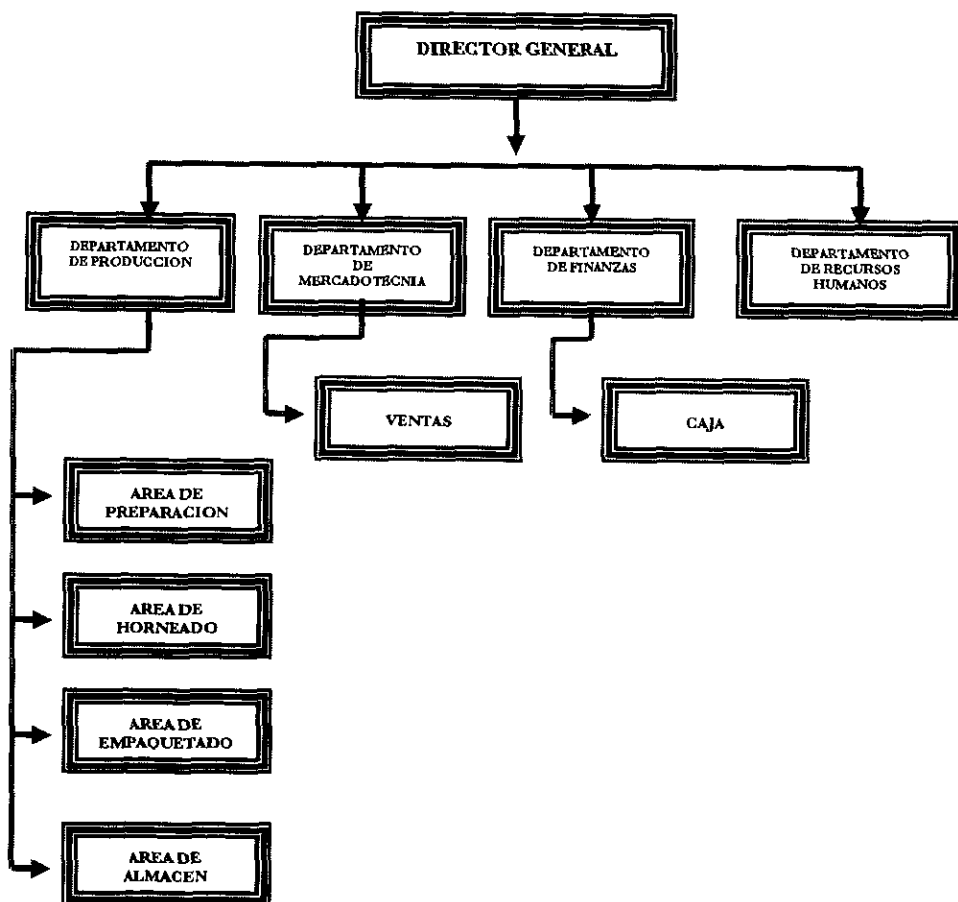 DIRECTOR GENERAL
DEPARTAMENTO
DE PRODUCCION
DEPARTAMENTO
DE
MERCADOTECNIA
DEPARTAMENTO
DE FINANZAS
DEPARTAMENTO
DE RECURSOS
HUMANOS
VENTAS
CAJA
AREA DE
PREPARACION
AREA DE
HORNEADO
AREA DE
EMPAQUETADO
AREA DE
ALMACEN